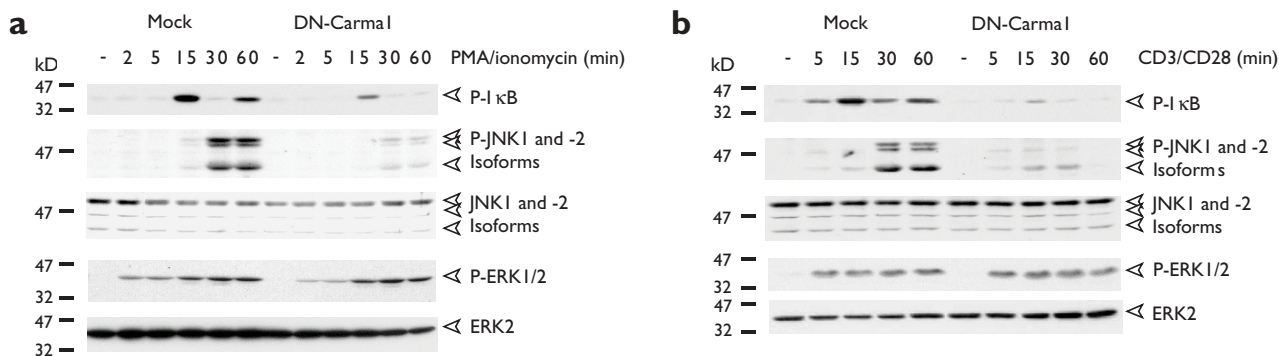 a
Mock DN-Carma1
kD - 2 5 15 30 60 - 2 5 15 30 60 PMA/ionomycin (min)
47
32
P-IκB
47
P-JNK1 and -2
Isoforms
47
JNK1 and -2
Isoforms
47
32
P-ERK1/2
47
32
ERK2
b
Mock DN-Carma1
kD - 5 15 30 60 - 5 15 30 60 CD3/CD28 (min)
47
32
P-IκB
47
P-JNK1 and -2
Isoforms
47
JNK1 and -2
Isoforms
47
32
P-ERK1/2
47
32
ERK2